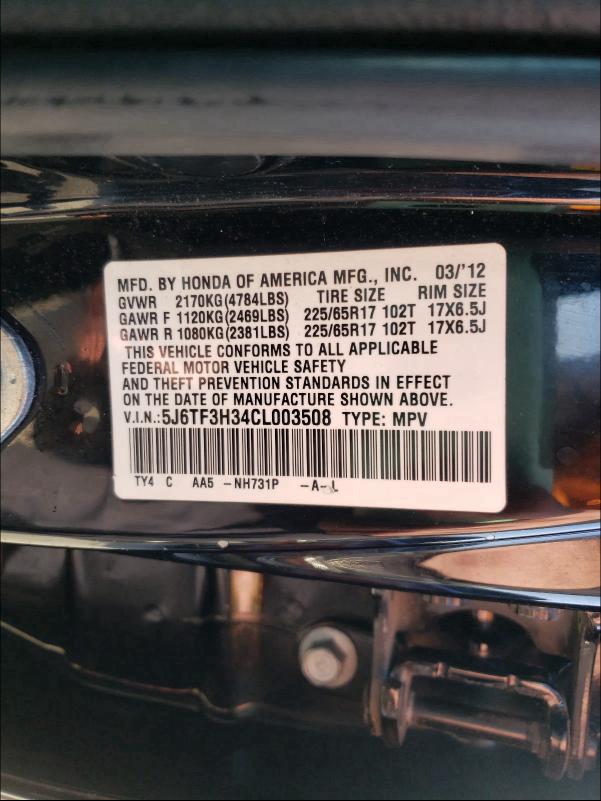 MFD. BY HONDA OF AMERICA MFG., INC. 03/'12
GVWR 2170KG(4784LBS) TIRE SIZE RIM SIZE
GAWR F 1120KG(2469LBS) 225/65R17 102T 17X6.5J
GAWR R 1080KG(2381LBS) 225/65R17 102T 17X6.5J
THIS VEHICLE CONFORMS TO ALL APPLICABLE
FEDERAL MOTOR VEHICLE SAFETY
AND THEFT PREVENTION STANDARDS IN EFFECT
ON THE DATE OF MANUFACTURE SHOWN ABOVE.
V.I.N.:5J6TF3H34CL003508 TYPE: MPV
TY4 C AA5 -NH731P -A-L